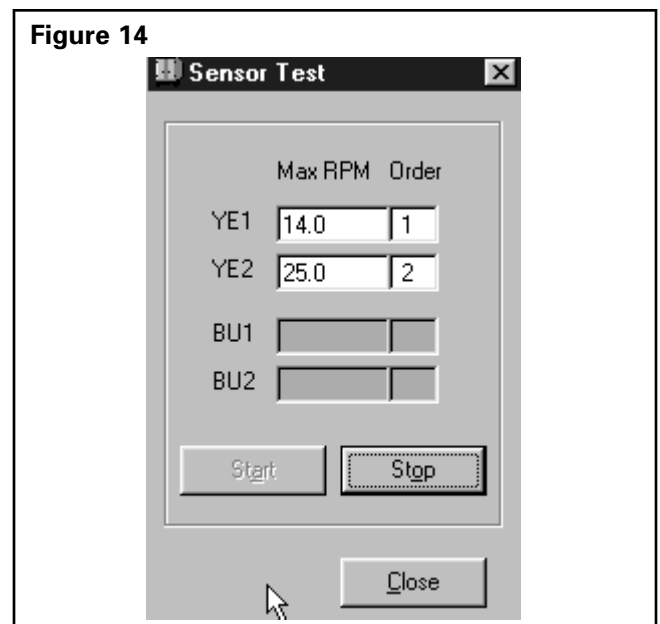 Figure 14
Sensor Test
Max RPM Order
YE1 14.0 1
YE2 25.0 2
BU1
BU2
Start Stop
Close